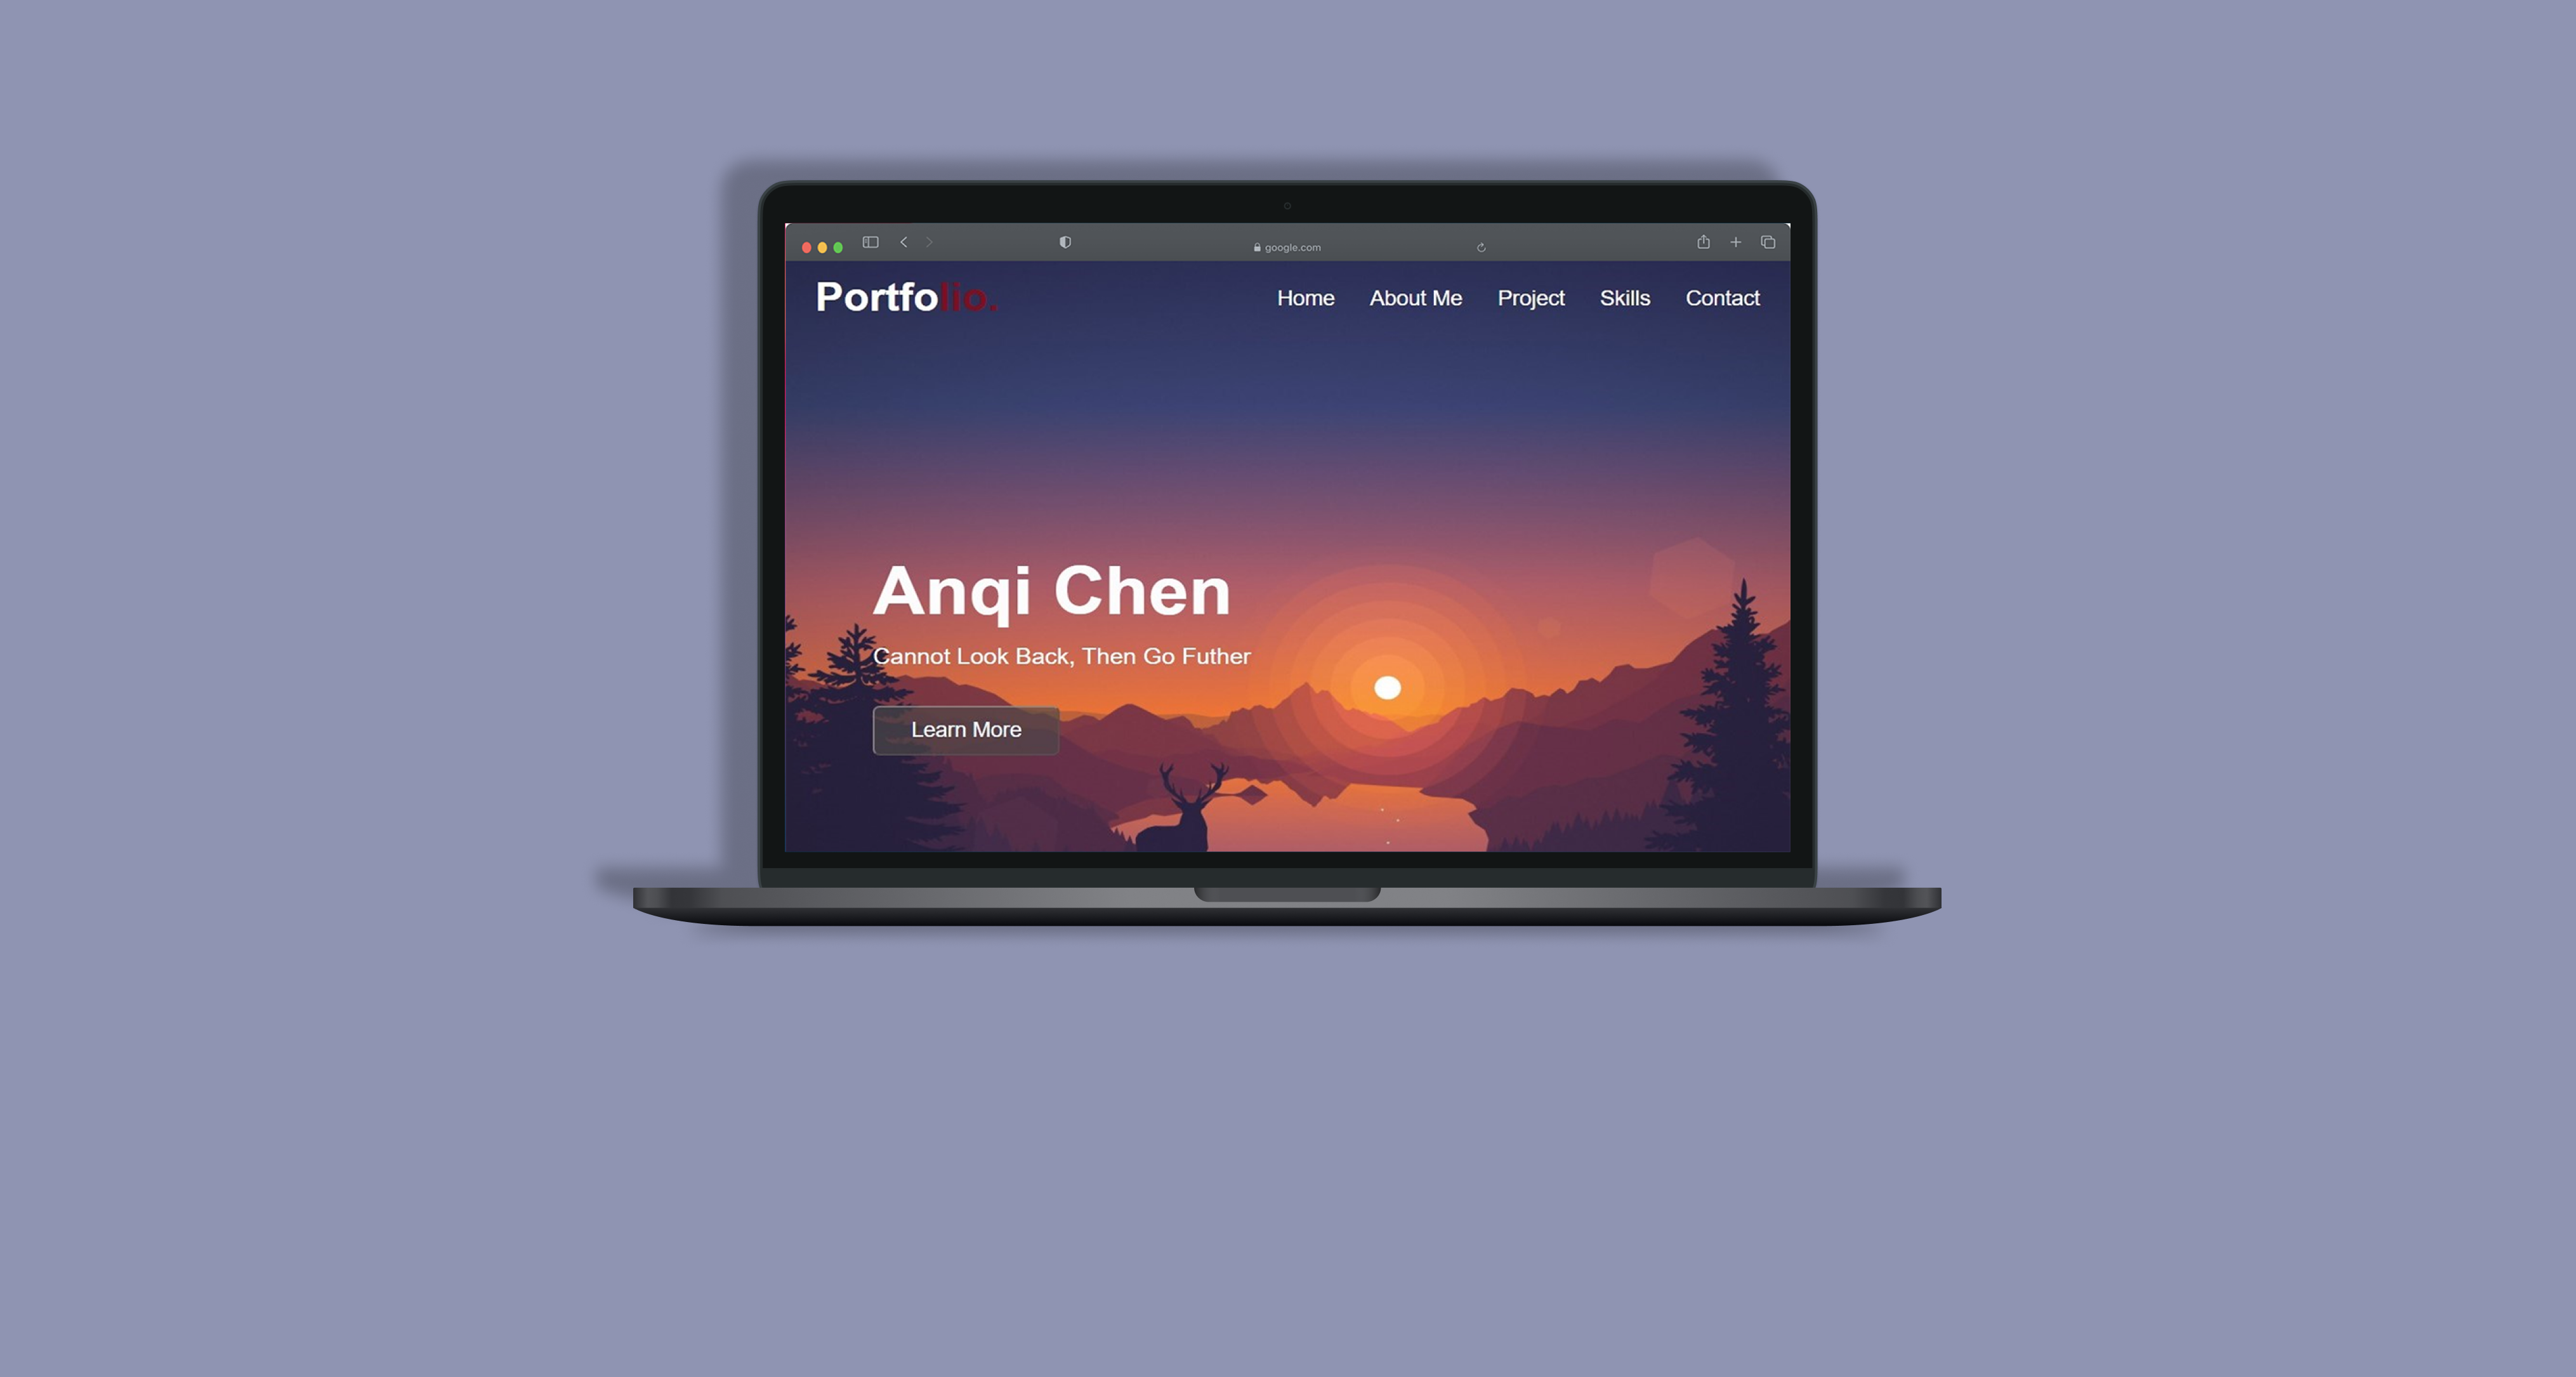 google.com
Portfolio.
Home About Me Project Skills Contact
Anqi Chen
Cannot Look Back, Then Go Futher
Learn More